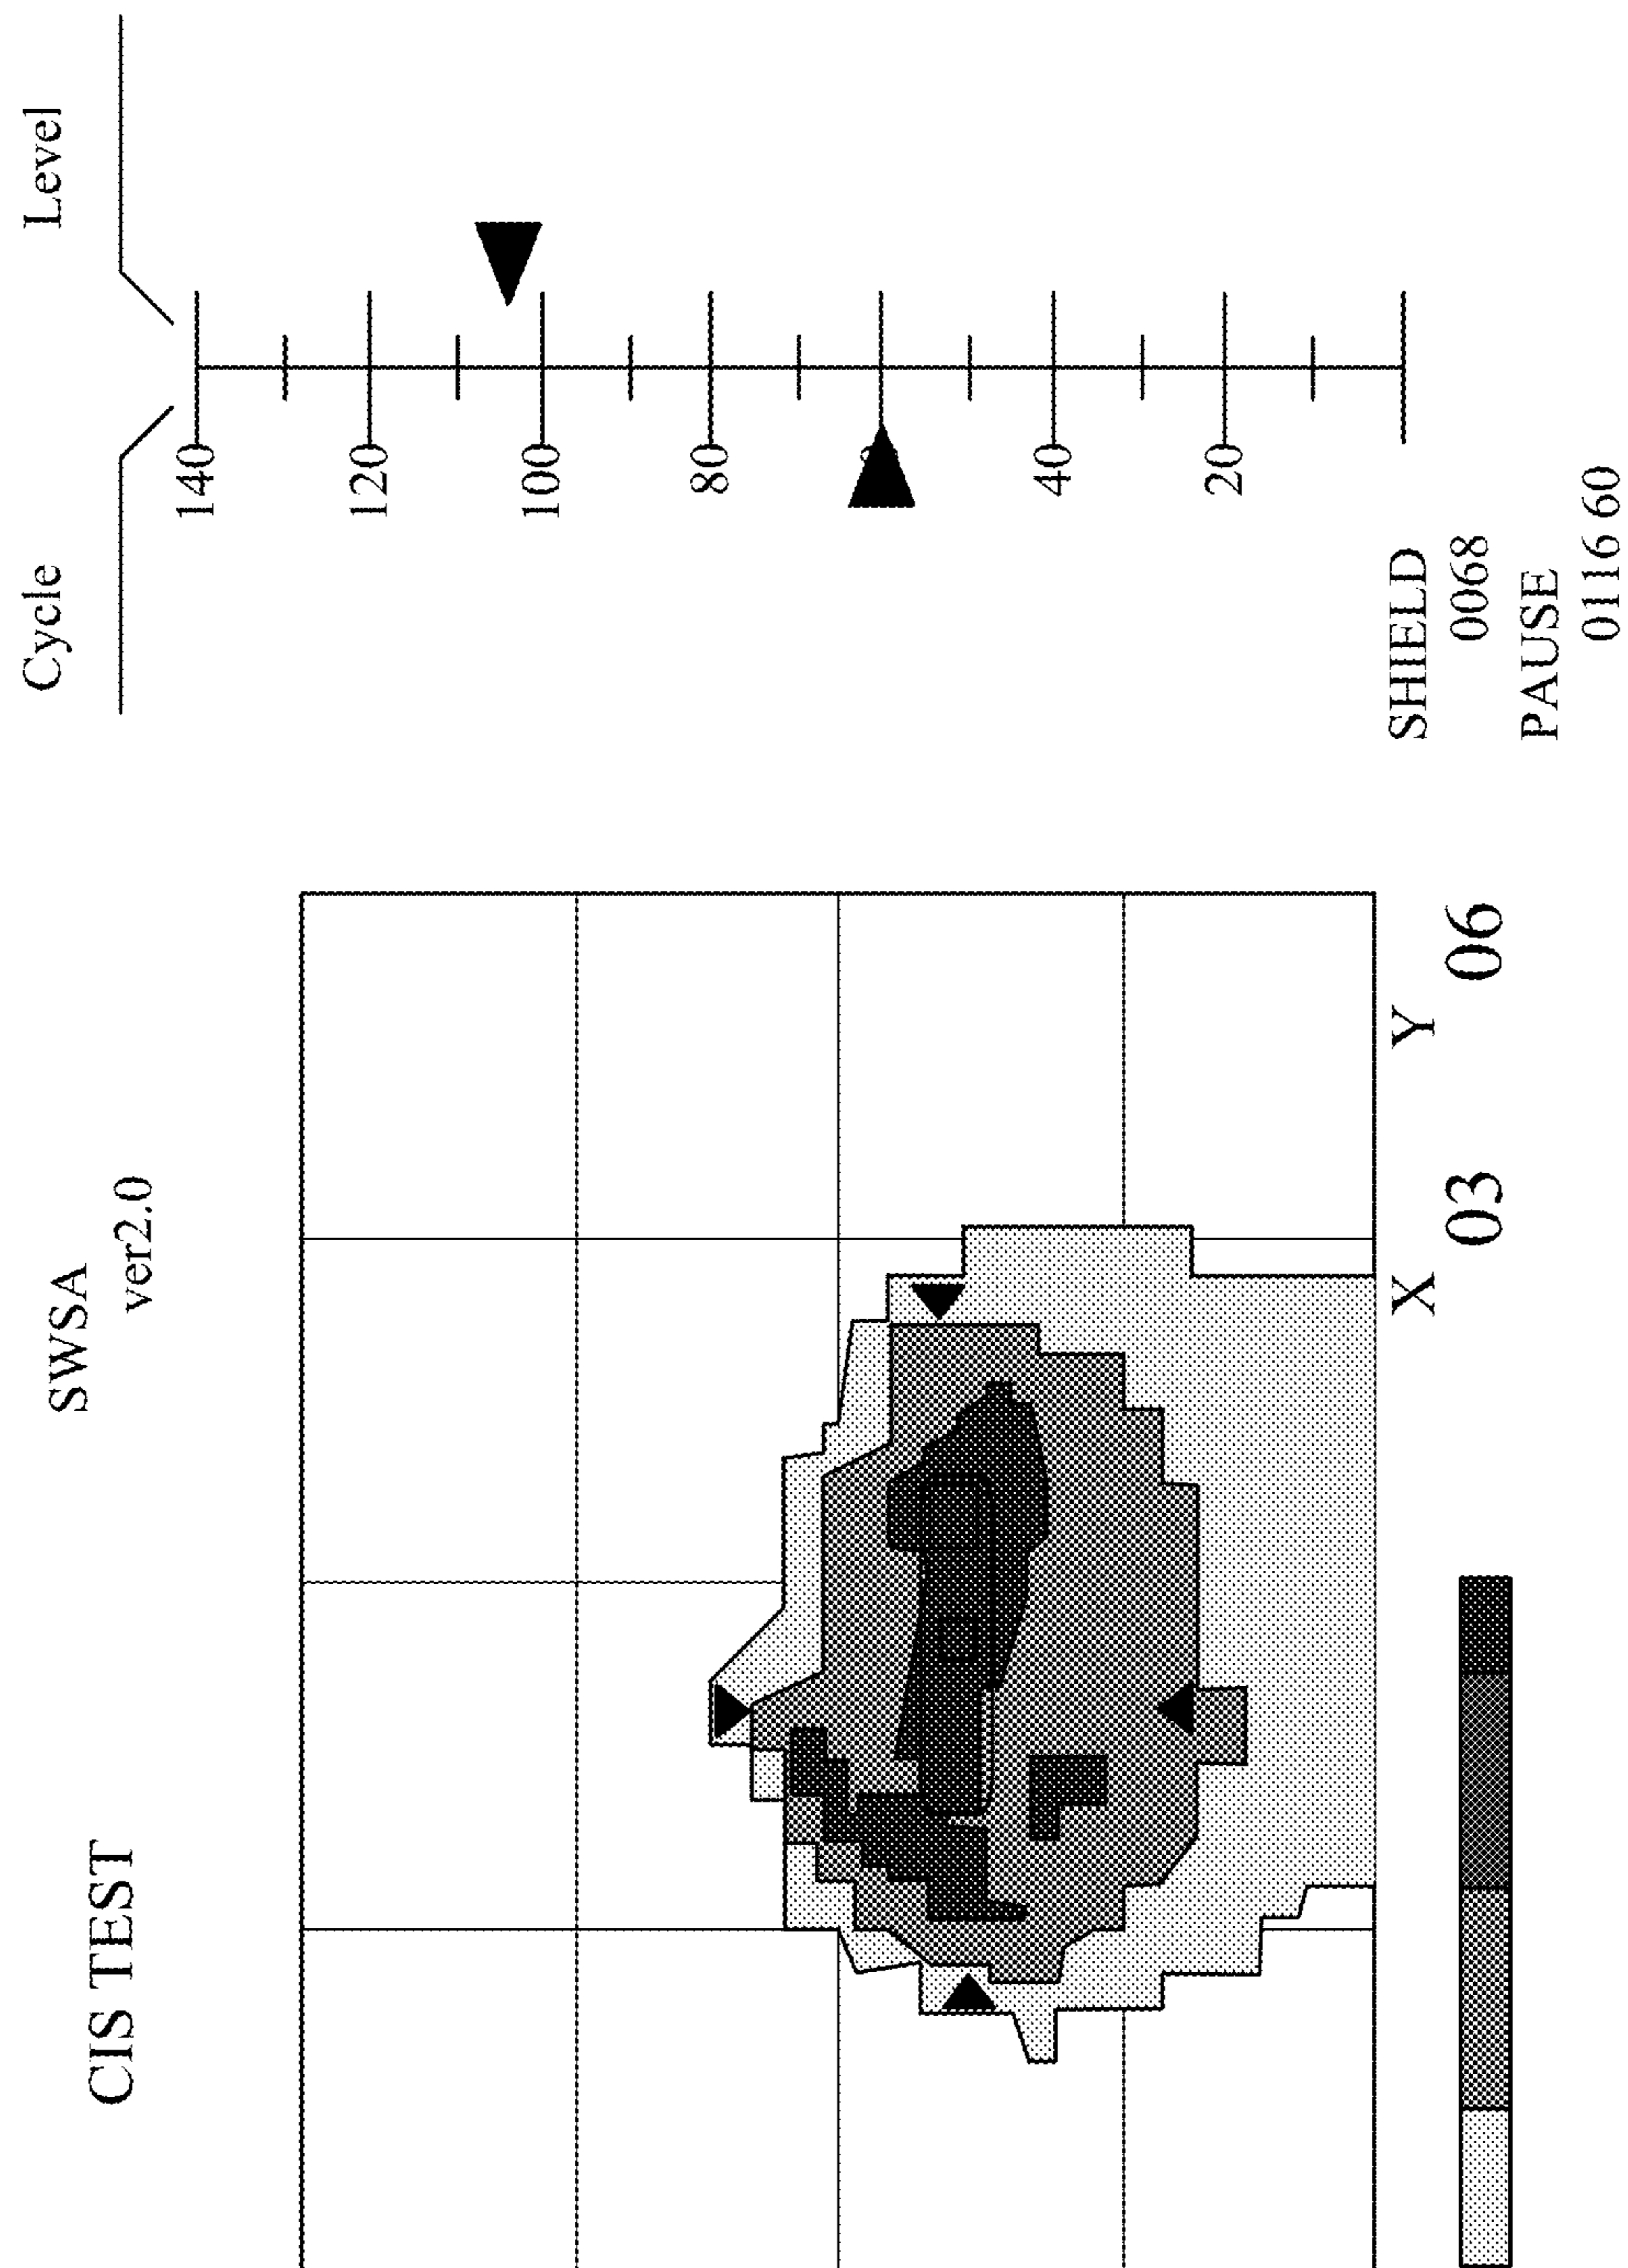 CIS TEST
SWSA
ver2.0
Cycle
Level
140
120
100
80
40
20
X Y
03 06
SHIELD
0068
PAUSE
0116 60